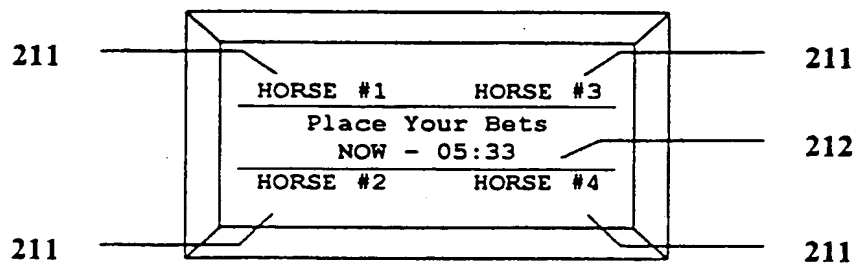 211 211
HORSE #1 HORSE #3
Place Your Bets
NOW - 05:33 212
HORSE #2 HORSE #4
211 211